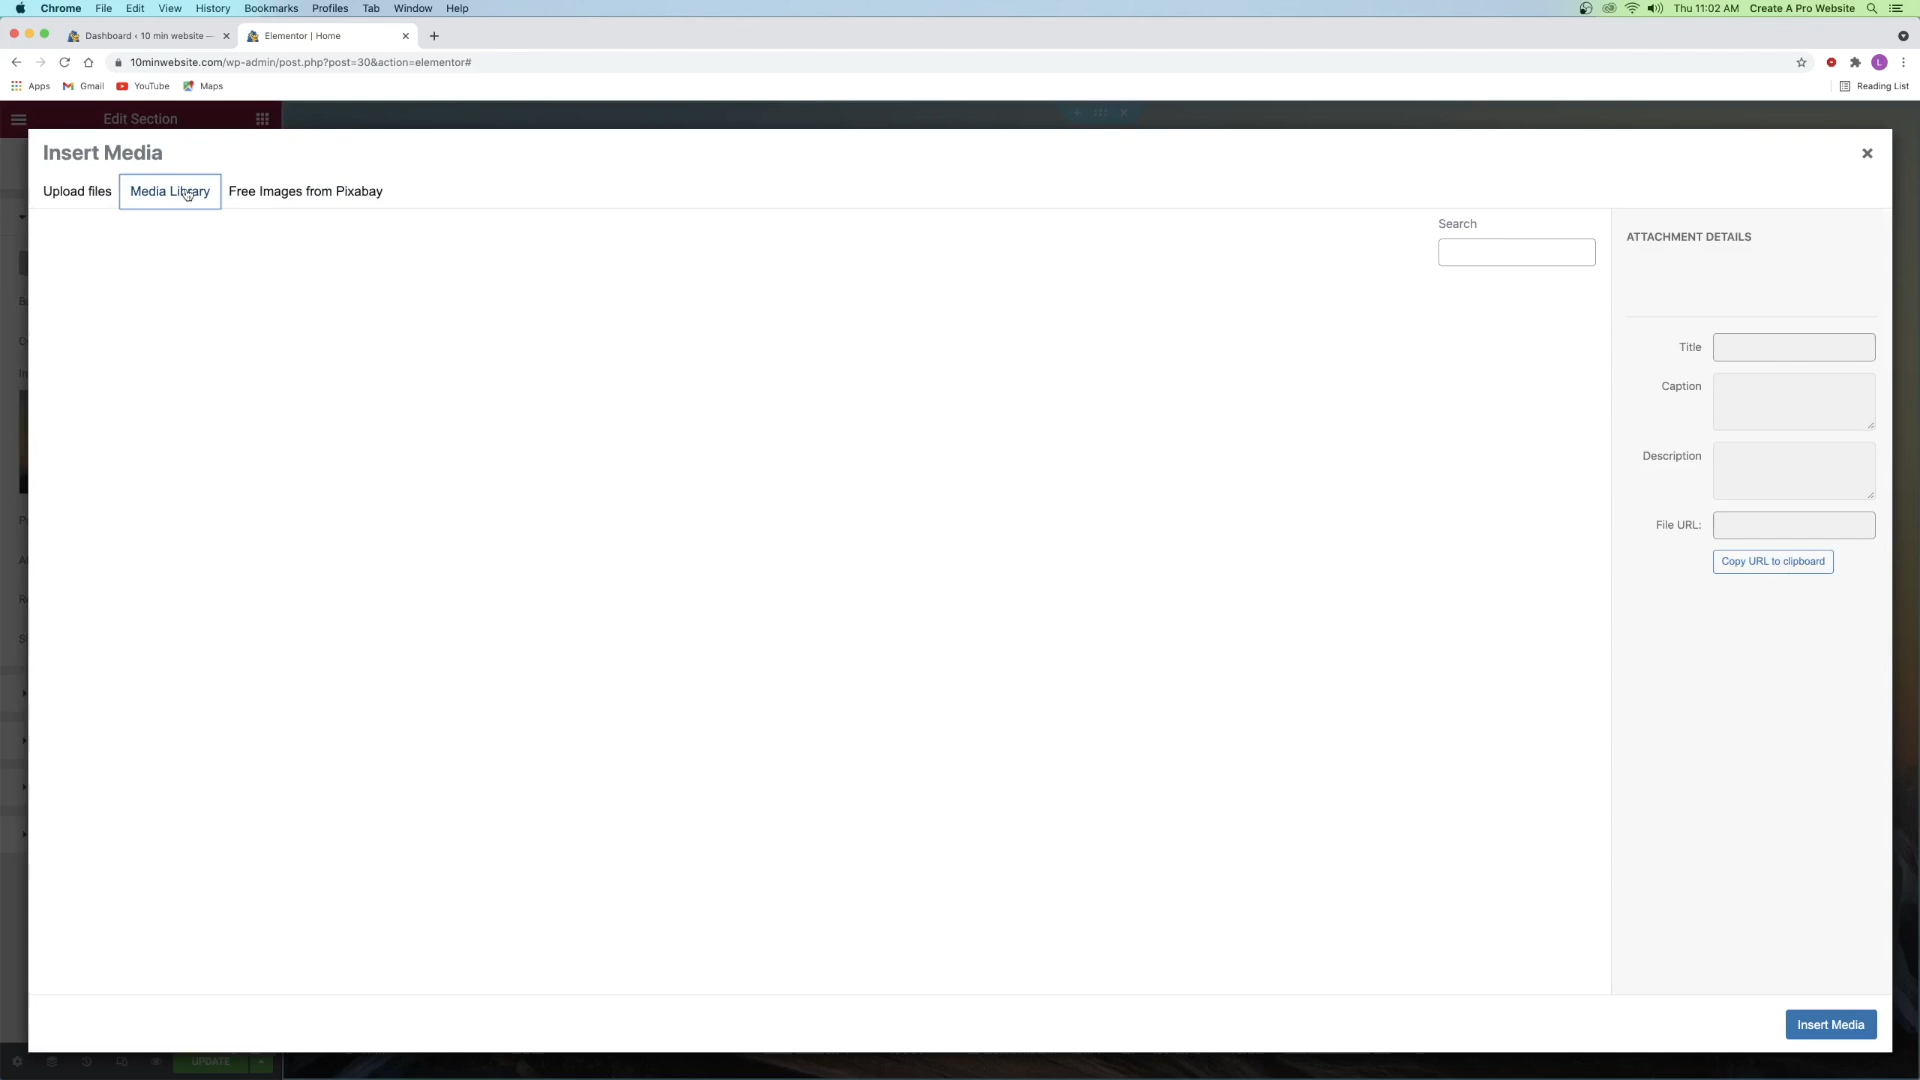 Chrome File Edit View History Bookmarks Profiles Tab Window Help Thu 11:02 AM Create A Pro Website
Dashboard ‹ 10 min website — Elementor | Home
10minwebsite.com/wp-admin/post.php?post=30&action=elementor#
Apps Gmail YouTube Maps Reading List
Edit Section
Insert Media
Upload files Media Library Free Images from Pixabay
Search
ATTACHMENT DETAILS
Title
Caption
Description
File URL:
Copy URL to clipboard
Insert Media
UPDATE